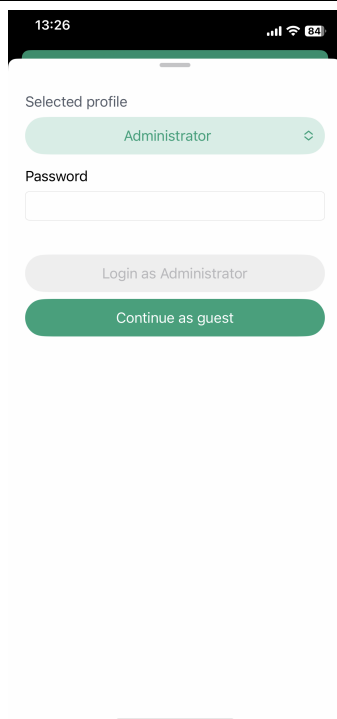 13:26
84
Selected profile
Administrator
Password
Login as Administrator
Continue as guest